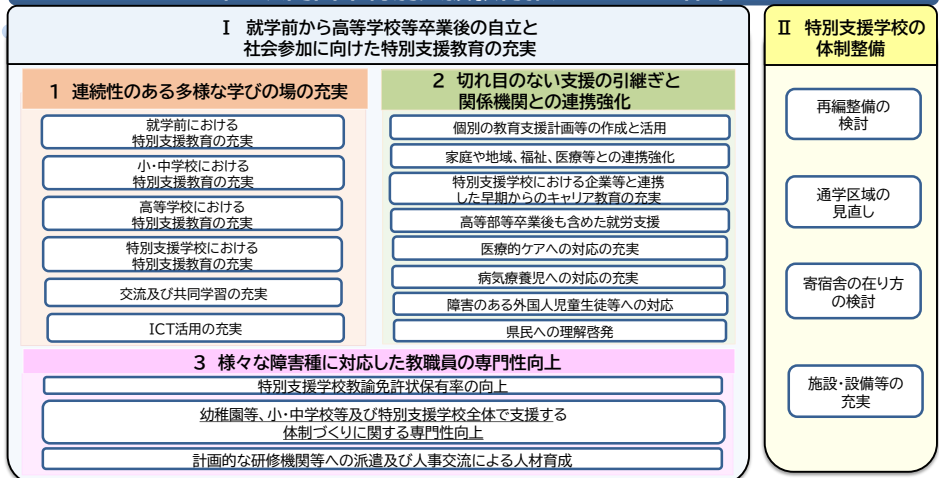 Ⅰ 就学前から高等学校等卒業後の自立と
社会参加に向けた特別支援教育の充実
1 連続性のある多様な学びの場の充実
就学前における
特別支援教育の充実
小・中学校における
特別支援教育の充実
高等学校における
特別支援教育の充実
特別支援学校における
特別支援教育の充実
交流及び共同学習の充実
ICT活用の充実
2 切れ目のない支援の引継ぎと
関係機関との連携強化
個別の教育支援計画等の作成と活用
家庭や地域、福祉、医療等との連携強化
特別支援学校における企業等と連携
した早期からのキャリア教育の充実
高等部等卒業後も含めた就労支援
医療的ケアへの対応の充実
病気療養児への対応の充実
障害のある外国人児童生徒等への対応
県民への理解啓発
3 様々な障害種に対応した教職員の専門性向上
特別支援学校教諭免許状保有率の向上
幼稚園等、小・中学校等及び特別支援学校全体で支援する
体制づくりに関する専門性向上
計画的な研修機関等への派遣及び人事交流による人材育成
Ⅱ 特別支援学校の
体制整備
再編整備の
検討
通学区域の
見直し
寄宿舎の在り方
の検討
施設・設備等の
充実